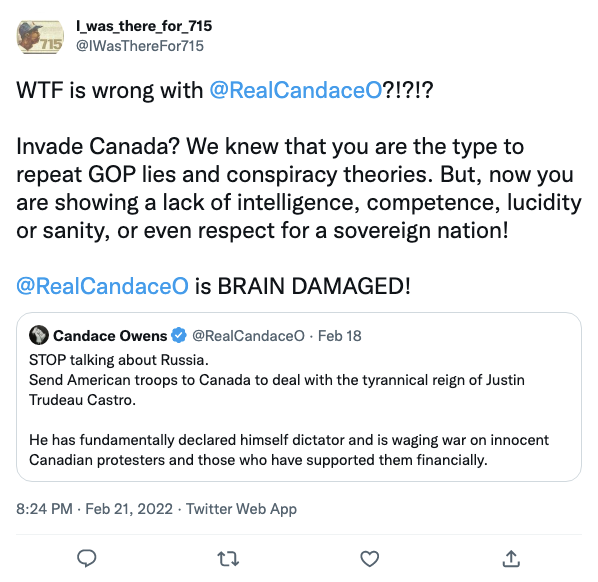 I_was_there_for_715
@IWasThereFor715
715
WTF is wrong with @RealCandaceO?!?!?
Invade Canada? We knew that you are the type to
repeat GOP lies and conspiracy theories. But, now you
are showing a lack of intelligence, competence, lucidity
or sanity, or even respect for a sovereign nation!
@RealCandaceO is BRAIN DAMAGED!
Candace Owens @RealCandaceO · Feb 18
STOP talking about Russia.
Send American troops to Canada to deal with the tyrannical reign of Justin
Trudeau Castro.
He has fundamentally declared himself dictator and is waging war on innocent
Canadian protesters and those who have supported them financially.
8:24 PM · Feb 21, 2022 · Twitter Web App